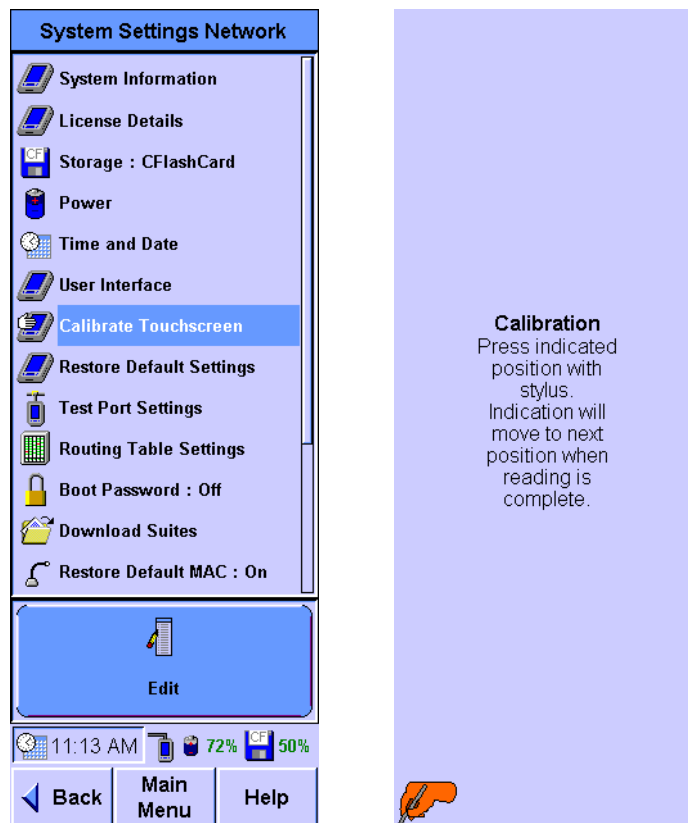 System Settings Network
System Information
License Details
CF
Storage : CFlashCard
Power
Time and Date
User Interface
Calibrate Touchscreen
Restore Default Settings
Test Port Settings
Routing Table Settings
Boot Password : Off
Download Suites
Restore Default MAC : On
Edit
11:13 AM 72% CF 50%
Back
Main
Menu
Help
Calibration
Press indicated
position with
stylus.
Indication will
move to next
position when
reading is
complete.